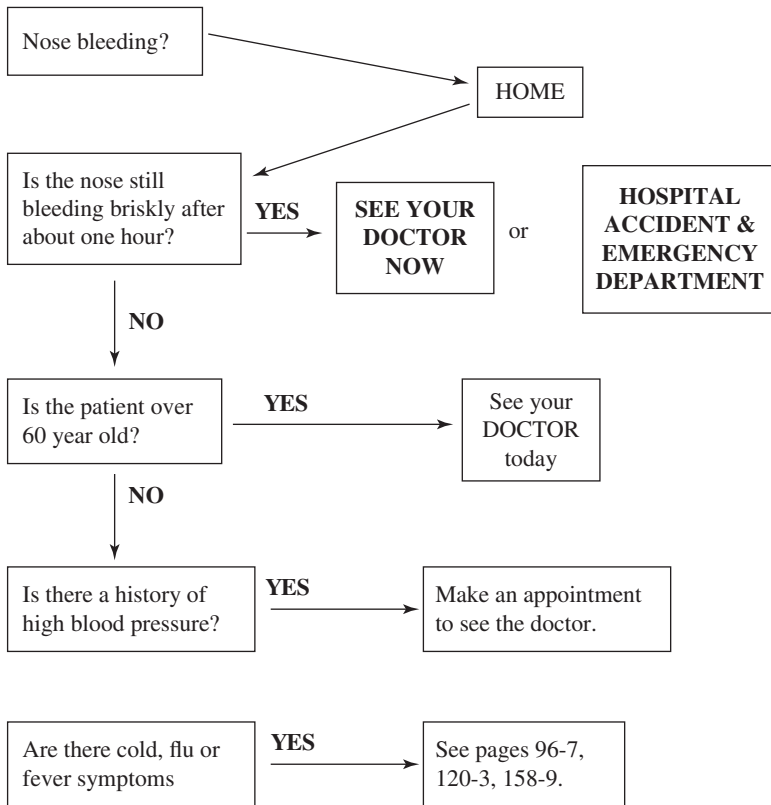 Nose bleeding?
HOME
Is the nose still
bleeding briskly after
about one hour?
YES
SEE YOUR
DOCTOR
NOW
or
HOSPITAL
ACCIDENT &
EMERGENCY
DEPARTMENT
NO
Is the patient over
60 year old?
YES
See your
DOCTOR
today
NO
Is there a history of
high blood pressure?
YES
Make an appointment
to see the doctor.
Are there cold, flu or
fever symptoms
YES
See pages 96-7,
120-3, 158-9.